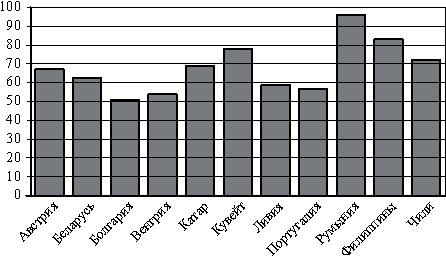 100
90
80
70
60
50
40
30
20
10
0
Австрия
Беларусь
Болгария
Венгрия
Катар
Кувейт
Ливия
Португалия
Румыния
Филиппины
Чили